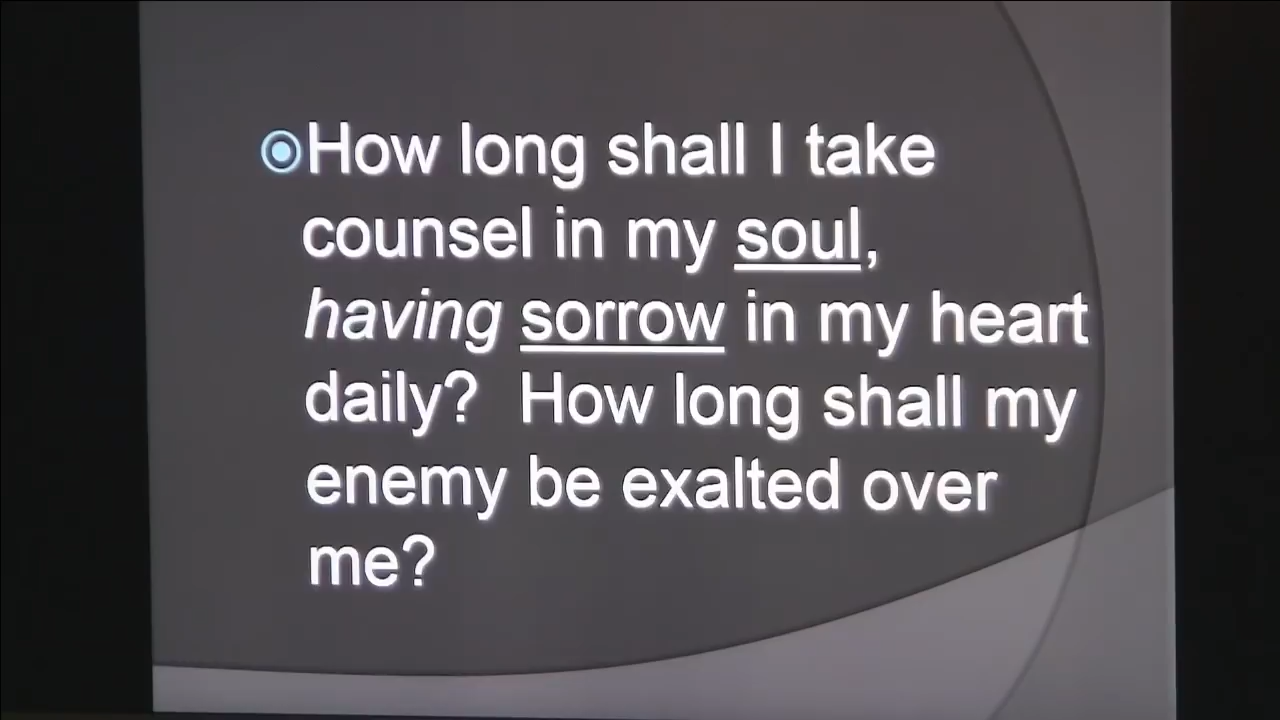 How long shall I take
counsel in my soul,
having sorrow in my heart
daily? How long shall my
enemy be exalted over
me?